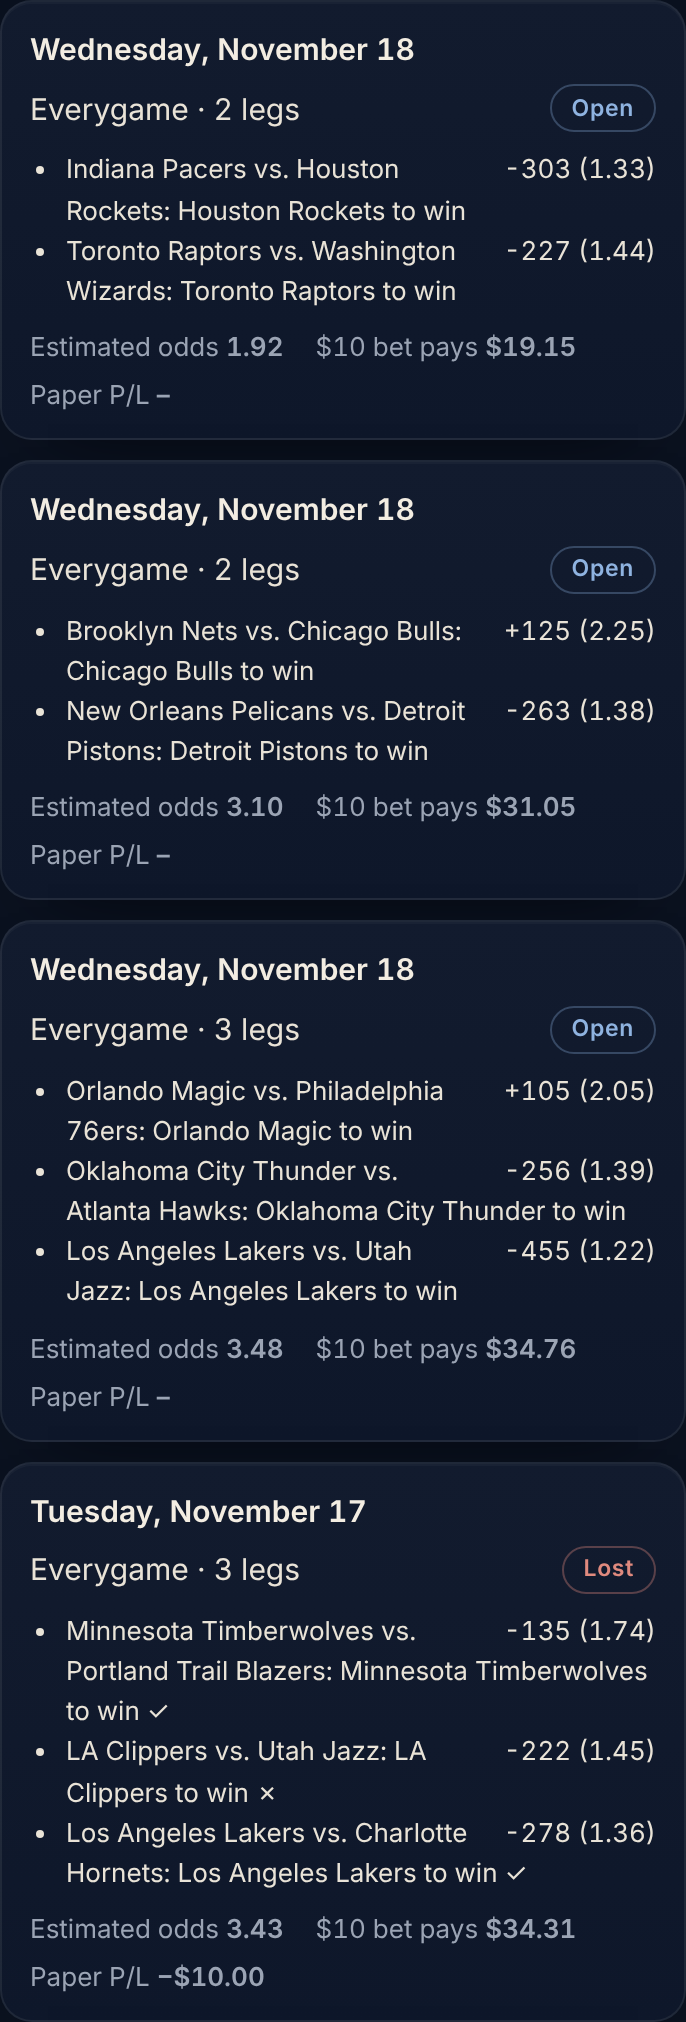 Wednesday, November 18
Everygame · 2 legs
Open
• Indiana Pacers vs. Houston -303 (1.33)
Rockets: Houston Rockets to win
• Toronto Raptors vs. Washington -227 (1.44)
Wizards: Toronto Raptors to win
Estimated odds 1.92 $10 bet pays $19.15
Paper P/L –
Wednesday, November 18
Everygame · 2 legs
Open
• Brooklyn Nets vs. Chicago Bulls: +125 (2.25)
Chicago Bulls to win
• New Orleans Pelicans vs. Detroit -263 (1.38)
Pistons: Detroit Pistons to win
Estimated odds 3.10 $10 bet pays $31.05
Paper P/L –
Wednesday, November 18
Everygame · 3 legs
Open
• Orlando Magic vs. Philadelphia +105 (2.05)
76ers: Orlando Magic to win
• Oklahoma City Thunder vs. -256 (1.39)
Atlanta Hawks: Oklahoma City Thunder to win
• Los Angeles Lakers vs. Utah -455 (1.22)
Jazz: Los Angeles Lakers to win
Estimated odds 3.48 $10 bet pays $34.76
Paper P/L –
Tuesday, November 17
Everygame · 3 legs
Lost
• Minnesota Timberwolves vs. -135 (1.74)
Portland Trail Blazers: Minnesota Timberwolves
to win ✓
• LA Clippers vs. Utah Jazz: LA -222 (1.45)
Clippers to win ×
• Los Angeles Lakers vs. Charlotte -278 (1.36)
Hornets: Los Angeles Lakers to win ✓
Estimated odds 3.43 $10 bet pays $34.31
Paper P/L −$10.00